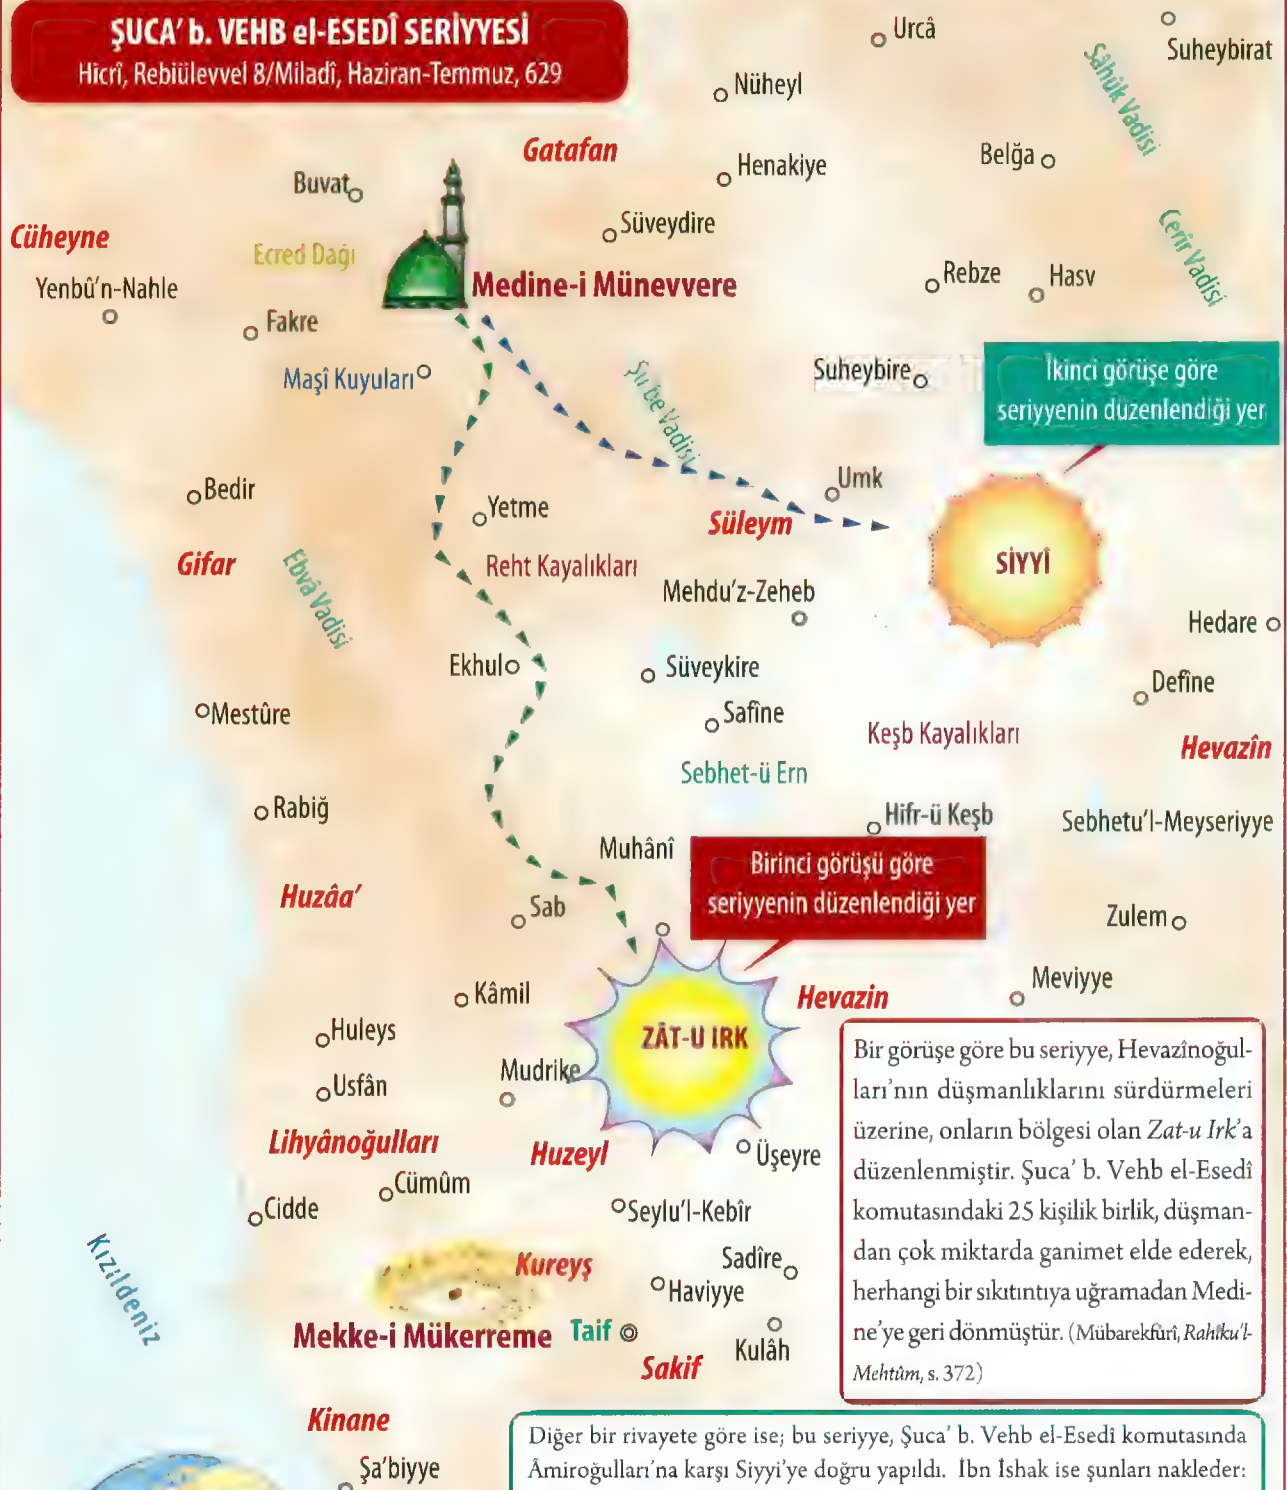 ŞUCA' b. VEHB el-ESEDÎ SERİYYESİ
Hicrî, Rebiülevvel 8/Miladî, Haziran-Temmuz, 629
Urcâ
Suheybirat
Sâhûk Vadisi
Nüheyl
Gatafan
Belğa
Henakiye
Buvat
Süveydire
Cüheyne
Ecred Dağı
Cerîr Vadisi
Medine-i Münevvere
Rebze
Hasv
Yenbû'n-Nahle
Fakre
Maşî Kuyuları
Şu'be Vadisi
Suheybire
İkinci görüşe göre
seriyyenin düzenlendiği yer
Umk
Bedir
Yetme
Süleym
Gifar
Ebvâ Vadisi
Reht Kayalıkları
SİYYÎ
Mehdu'z-Zeheb
Hedare
Ekhul
Süveykire
Defîne
Mestûre
Safîne
Keşb Kayalıkları
Hevazîn
Sebhet-ü Ern
Rabiğ
Hifr-ü Keşb
Sebhetu'l-Meyseriyye
Muhânî
Birinci görüşü göre
seriyyenin düzenlendiği yer
Huzâa'
Sab
Zulem
Kâmil
Hevazin
Meviyye
Huleys
ZÂT-U IRK
Mudrike
Usfân
Lihyânoğulları
Huzeyl
Üşeyre
Cümûm
Cidde
Seylu'l-Kebîr
Kızıldeniz
Kureyş
Sadîre
Haviyye
Mekke-i Mükerreme
Taif
Kulâh
Sakif
Kinane
Şa'biyye
Bir görüşe göre bu seriyye, Hevazînoğul-
ları'nın düşmanlıklarını sürdürmeleri
üzerine, onların bölgesi olan Zat-u Irk'a
düzenlenmiştir. Şuca' b. Vehb el-Esedî
komutasındaki 25 kişilik birlik, düşman-
dan çok miktarda ganimet elde ederek,
herhangi bir sıkıtıntıya uğramadan Medi-
ne'ye geri dönmüştür. (Mübarekfûrî, Rahîku'l-
Mehtûm, s. 372)
Diğer bir rivayete göre ise; bu seriyye, Şuca' b. Vehb el-Esedî komutasında
Âmiroğulları'na karşı Siyyi'ye doğru yapıldı. İbn İshak ise şunları nakleder: